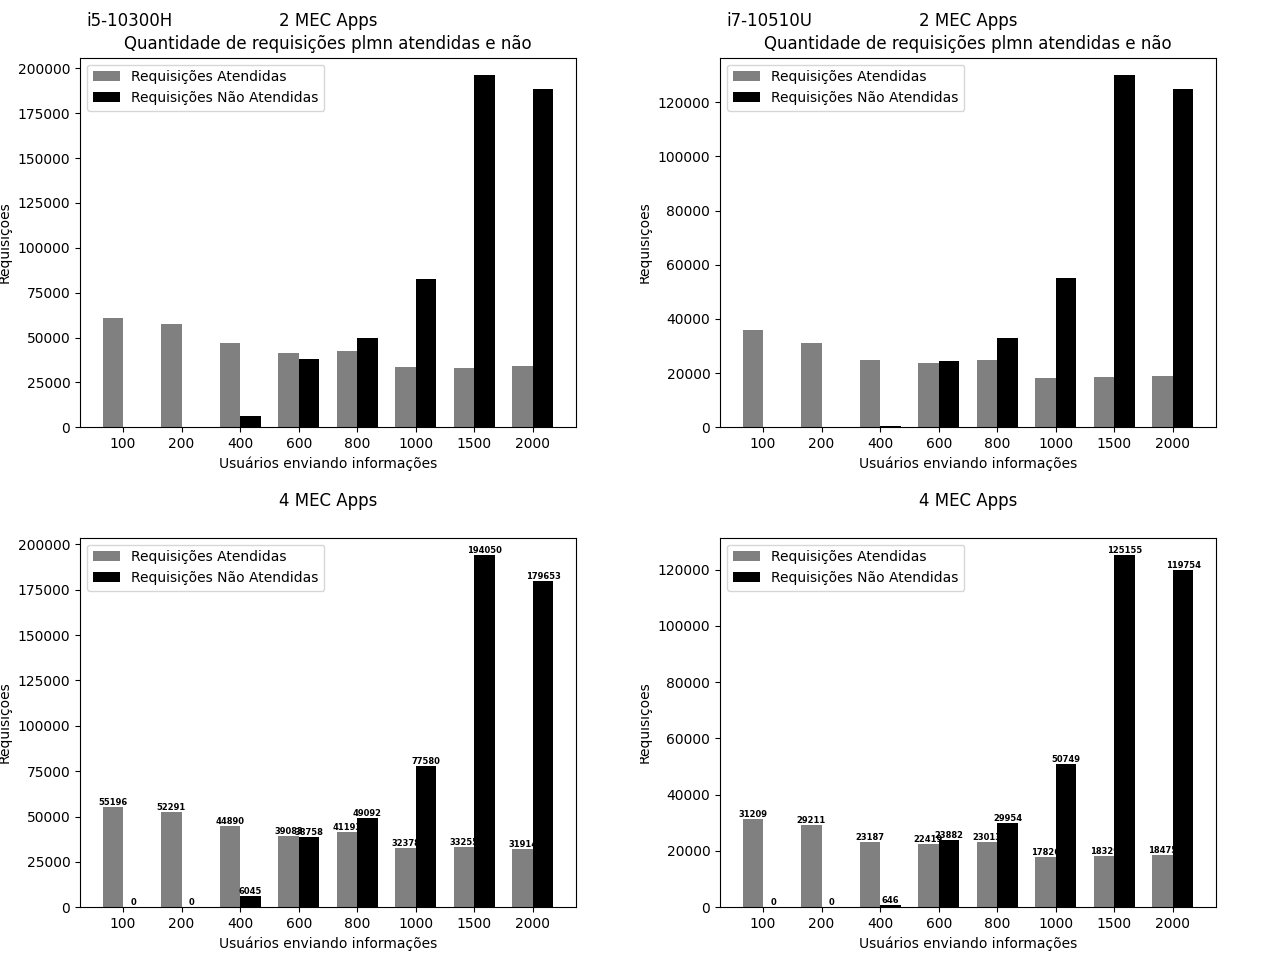 i5-10300H
2 MEC Apps
Quantidade de requisições plmn atendidas e não
Requisições Atendidas
Requisições Não Atendidas
200000
175000
150000
125000
100000
75000
50000
25000
0
Requisições
100 200 400 600 800 1000 1500 2000
Usuários enviando informações
i7-10510U
2 MEC Apps
Quantidade de requisições plmn atendidas e não
Requisições Atendidas
Requisições Não Atendidas
120000
100000
80000
60000
40000
20000
0
Requisições
100 200 400 600 800 1000 1500 2000
Usuários enviando informações
4 MEC Apps
Requisições Atendidas
Requisições Não Atendidas
200000
175000
150000
125000
100000
75000
50000
25000
0
Requisições
55196 0
52291 0
44890 6045
38758
49092
77580
194050
179653
100 200 400 600 800 1000 1500 2000
Usuários enviando informações
4 MEC Apps
Requisições Atendidas
Requisições Não Atendidas
120000
100000
80000
60000
40000
20000
0
Requisições
31209 0
29211 0
23187 646
23882
29954
50749
125155
119754
100 200 400 600 800 1000 1500 2000
Usuários enviando informações